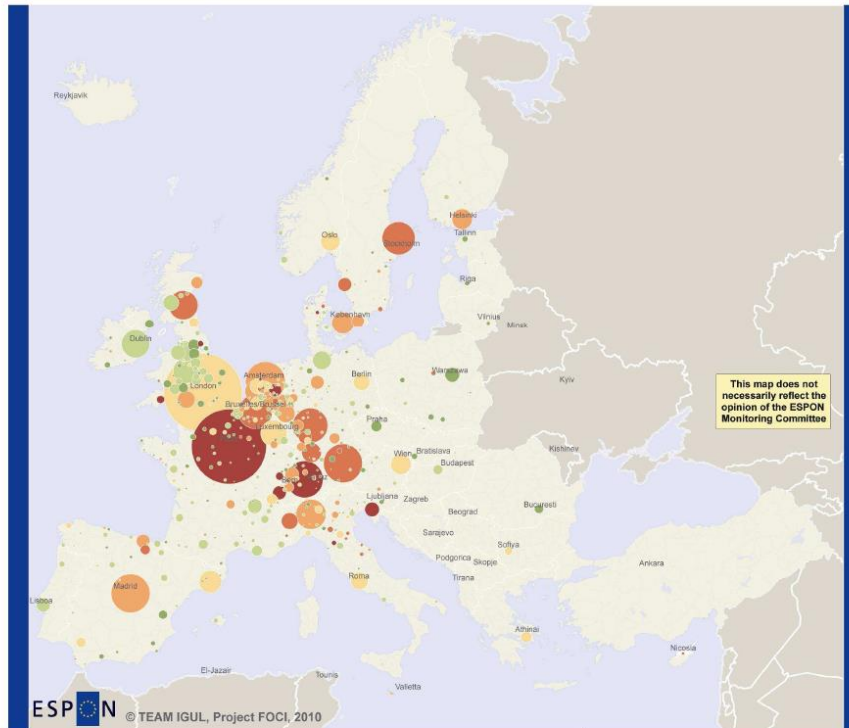 Reykjavik
Oslo
Helsinki
Tallinn
Stockholm
Riga
København
Vilnius
Minsk
Dublin
Amsterdam
Berlin
Warszawa
London
Kyiv
Luxembourg
Praha
This map does not
necessarily reflect the
opinion of the ESPON
Monitoring Committee
Kishinov
Wien
Bratislava
Budapest
Ljubljana
Zagreb
Beograd
Bucuresti
Sarajevo
Sofiya
Podgorica
Skopje
Roma
Tirana
Ankara
Madrid
Lisboa
Athinai
Nicosia
El-Jazair
Tounis
Valletta
ESPON © TEAM IGUL, Project FOCI, 2010